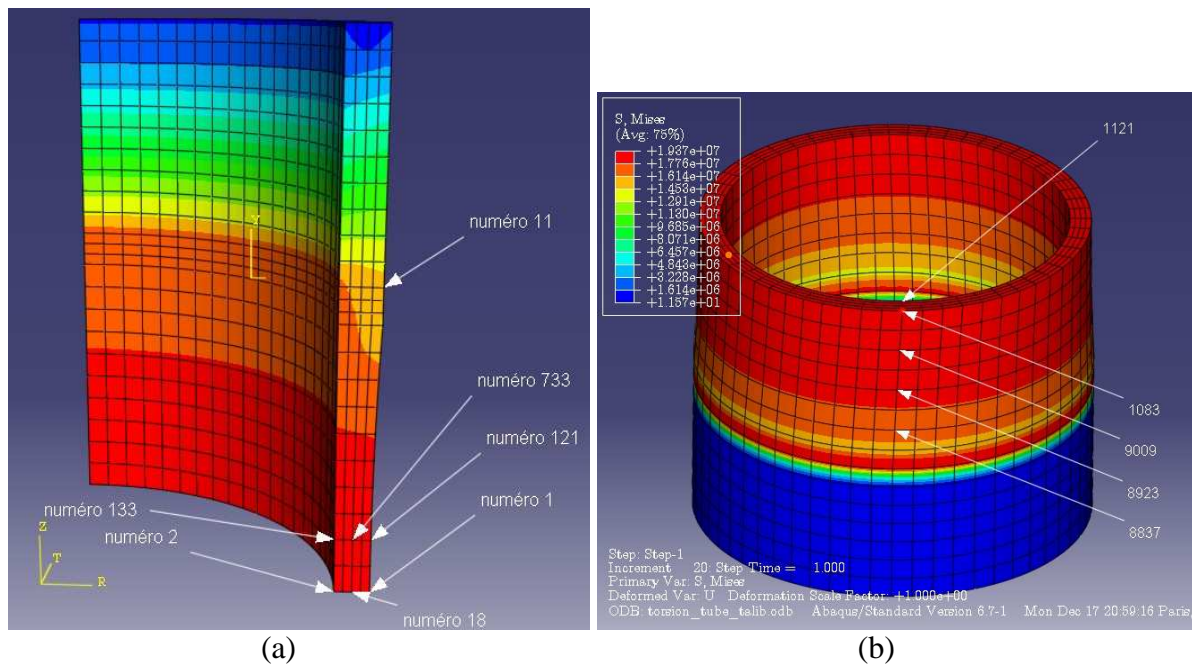 Y
numéro 11
numéro 733
numéro 121
numéro 133
numéro 1
numéro 2
Z
T
R
numéro 18
(a)
S, Mises
(Avg: 75%)
+1.937e+07
+1.776e+07
+1.614e+07
+1.453e+07
+1.291e+07
+1.130e+07
+9.685e+06
+8.071e+06
+6.457e+06
+4.843e+06
+3.228e+06
+1.614e+06
+1.157e+01
1121
1083
9009
8923
8837
Step: Step-1
Increment 20: Step Time = 1.000
Primary Var: S, Mises
Deformed Var: U Deformation Scale Factor: +1.000e+00
ODB: torsion_tube_talib.odb Abaqus/Standard Version 6.7-1 Mon Dec 17 20:59:16 Paris,
(b)